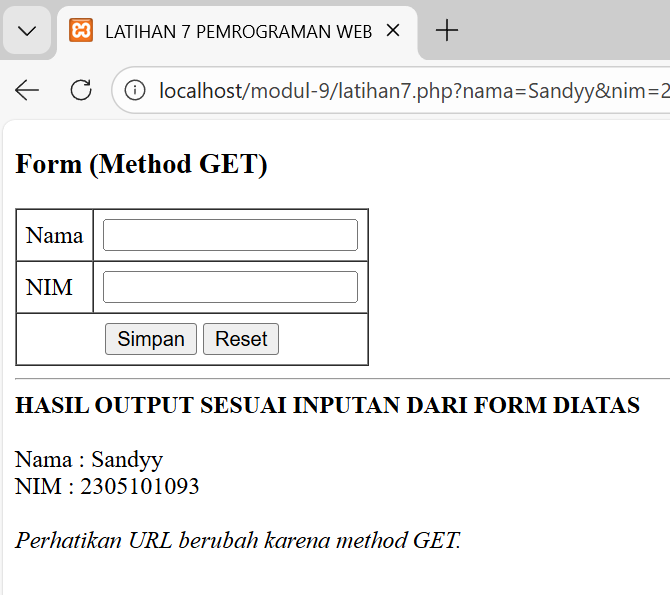 LATIHAN 7 PEMROGRAMAN WEB
localhost/modul-9/latihan7.php?nama=Sandyy&nim=2
Form (Method GET)
Nama
NIM
Simpan Reset
HASIL OUTPUT SESUAI INPUTAN DARI FORM DIATAS
Nama : Sandyy
NIM : 2305101093
Perhatikan URL berubah karena method GET.